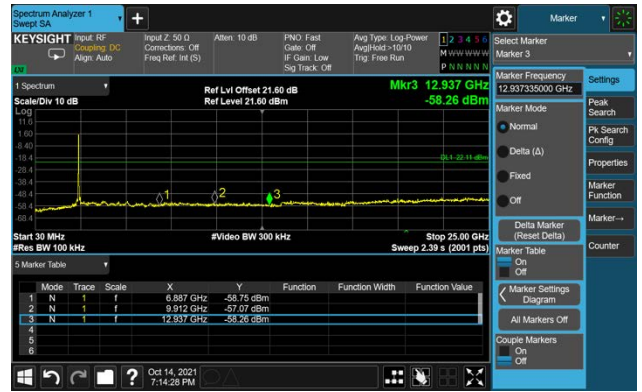 Spectrum Analyzer 1
Swept SA
Marker
KEYSIGHT Input: RF Input Z: 50 Ω Atten: 10 dB PNO: Fast Avg Type: Log-Power 1 2 3 4 5 6
Coupling: DC Corrections: Off Gate: Off Avg|Hold:>10/10 M W W W W W
Align: Auto Freq Ref: Int (S) IF Gain: Low Trig: Free Run
Sig Track: Off P N N N N N
Select Marker
Marker 3
1 Spectrum
Scale/Div 10 dB
Ref Lvl Offset 21.60 dB
Ref Level 21.60 dBm
Mkr3 12.937 GHz
-58.26 dBm
Log
11.6
1.60
-8.40
-18.4
-28.4
-38.4
-48.4
-58.4
-68.4
DL1 -22.11 dBm
1
2
3
Start 30 MHz #Video BW 300 kHz Stop 25.00 GHz
#Res BW 100 kHz Sweep 2.39 s (2001 pts)
5 Marker Table
Mode Trace Scale X Y Function Function Width Function Value
1 N 1 f 6.887 GHz -58.75 dBm
2 N 1 f 9.912 GHz -57.07 dBm
3 N 1 f 12.937 GHz -58.26 dBm
4
5
6
Marker Frequency
12.937335000 GHz
Marker Mode
Normal
Delta (Δ)
Fixed
Off
Delta Marker
(Reset Delta)
Marker Table
On
Off
Marker Settings
Diagram
All Markers Off
Couple Markers
On
Off
Settings
Peak
Search
Pk Search
Config
Properties
Marker
Function
Marker→
Counter
?
Oct 14, 2021
7:14:28 PM